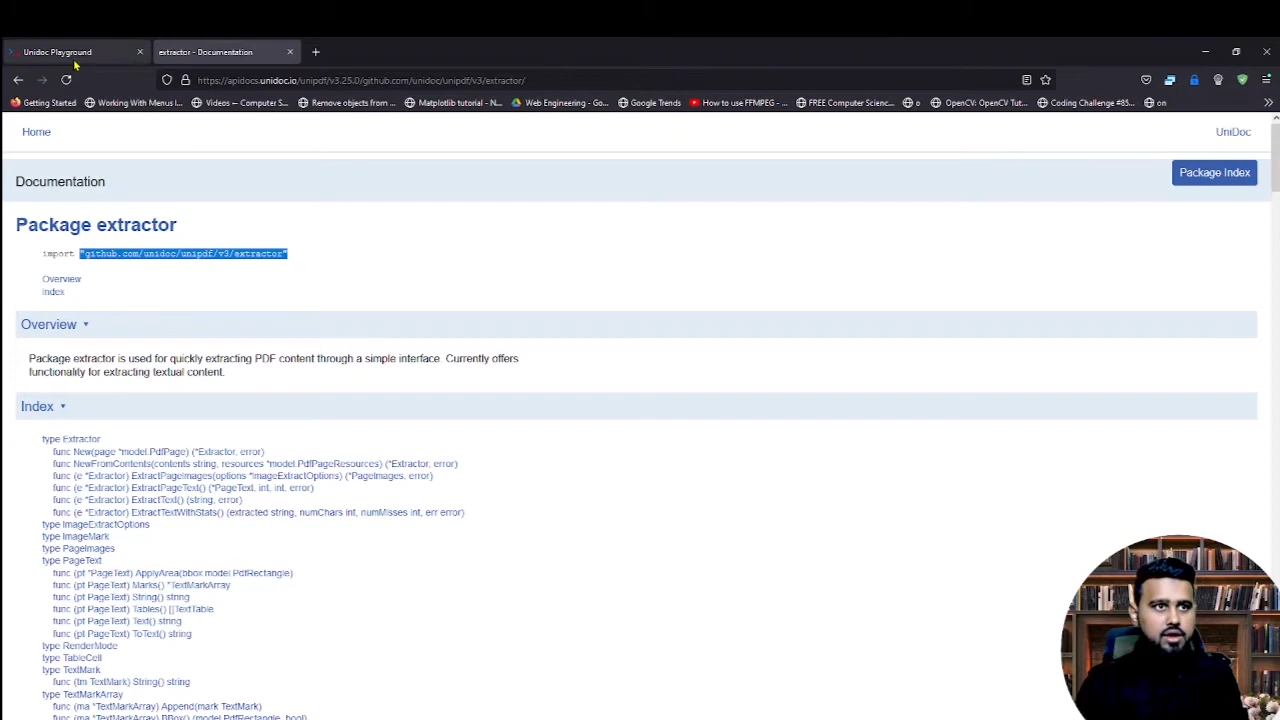 Unidoc Playground
extractor - Documentation
https://apidocs.unidoc.io/unipdf/v3.25.0/github.com/unidoc/unipdf/v3/extractor/
Getting Started
Working With Menus I...
Videos – Computer S...
Remove objects from ...
Matplotlib tutorial - N...
Web Engineering - Go...
Google Trends
How to use FFMPEG - ...
FREE Computer Scienc...
o
OpenCV: OpenCV Tut...
Coding Challenge #85...
on
Home
UniDoc
Documentation
Package Index
Package extractor
import "github.com/unidoc/unipdf/v3/extractor"
Overview
Index
Overview
Package extractor is used for quickly extracting PDF content through a simple interface. Currently offers
functionality for extracting textual content.
Index
type Extractor
func New(page *model.PdfPage) (*Extractor, error)
func NewFromContents(contents string, resources *model.PdfPageResources) (*Extractor, error)
func (e *Extractor) ExtractPageImages(options *ImageExtractOptions) (*PageImages, error)
func (e *Extractor) ExtractPageText() (*PageText, int, int, error)
func (e *Extractor) ExtractText() (string, error)
func (e *Extractor) ExtractTextWithStats() (extracted string, numChars int, numMisses int, err error)
type ImageExtractOptions
type ImageMark
type PageImages
type PageText
func (pt *PageText) ApplyArea(bbox model.PdfRectangle)
func (pt PageText) Marks() *TextMarkArray
func (pt PageText) String() string
func (pt PageText) Tables() []TextTable
func (pt PageText) Text() string
func (pt PageText) ToText() string
type RenderMode
type TableCell
type TextMark
func (tm TextMark) String() string
type TextMarkArray
func (ma *TextMarkArray) Append(mark TextMark)
func (ma *TextMarkArray) BBox() (model.PdfRectangle, bool)